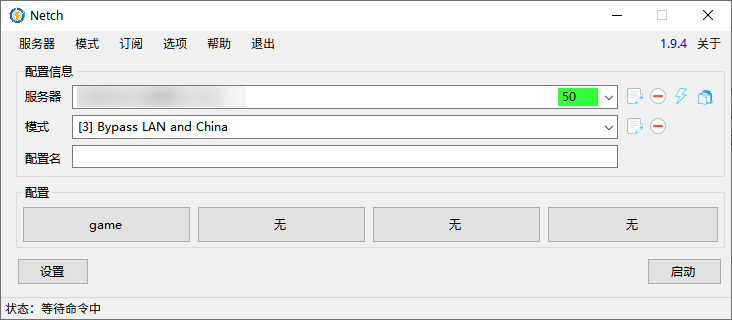 Netch
服务器 模式 订阅 选项 帮助 退出 1.9.4 关于
配置信息
服务器 50
模式 [3] Bypass LAN and China
配置名
配置
game 无 无 无
设置 启动
状态：等待命令中